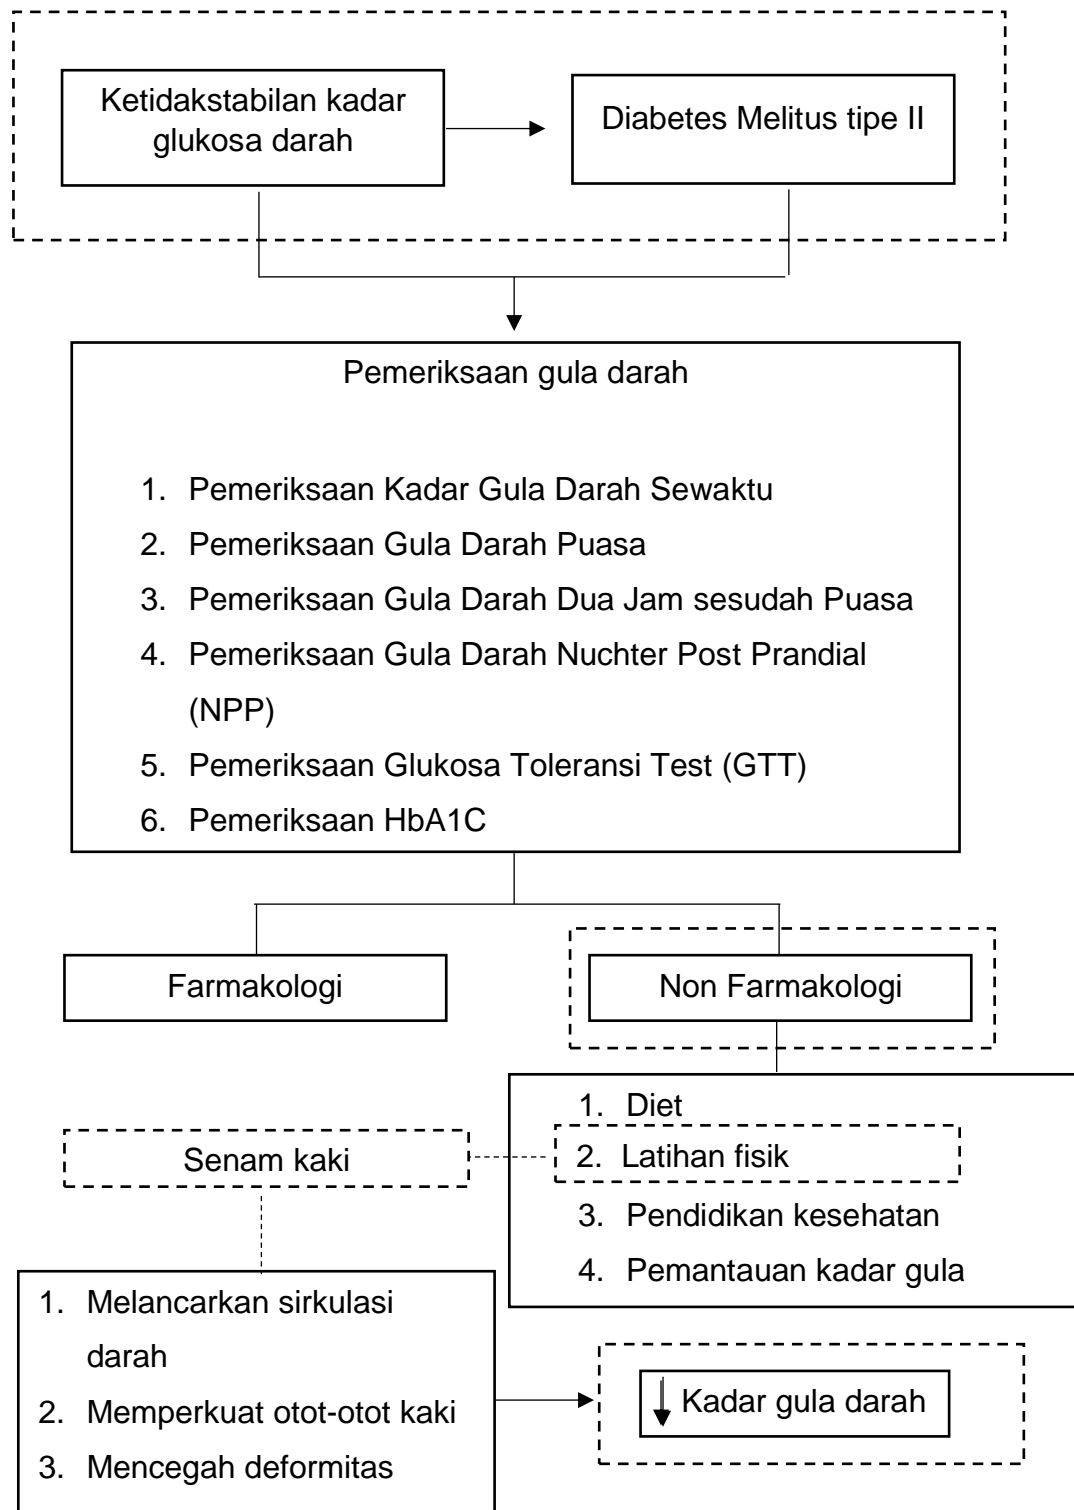 Ketidakstabilan kadar
glukosa darah
Diabetes Melitus tipe II
Pemeriksaan gula darah
1. Pemeriksaan Kadar Gula Darah Sewaktu
2. Pemeriksaan Gula Darah Puasa
3. Pemeriksaan Gula Darah Dua Jam sesudah Puasa
4. Pemeriksaan Gula Darah Nuchter Post Prandial
(NPP)
5. Pemeriksaan Glukosa Toleransi Test (GTT)
6. Pemeriksaan HbA1C
Farmakologi
Non Farmakologi
1. Diet
2. Latihan fisik
3. Pendidikan kesehatan
4. Pemantauan kadar gula
Senam kaki
1. Melancarkan sirkulasi
darah
2. Memperkuat otot-otot kaki
3. Mencegah deformitas
Kadar gula darah